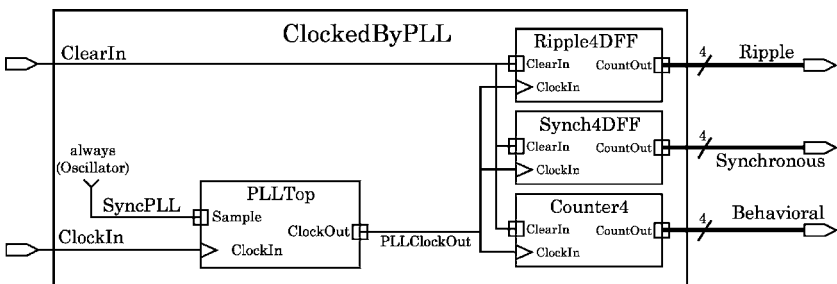 ClockedByPLL
ClearIn
Ripple4DFF
ClearIn
CountOut
ClockIn
4
Ripple
Synch4DFF
ClearIn
CountOut
ClockIn
4
Synchronous
always
(Oscillator)
SyncPLL
ClockIn
PLLTop
Sample
ClockOut
ClockIn
PLLClockOut
Counter4
ClearIn
CountOut
ClockIn
4
Behavioral